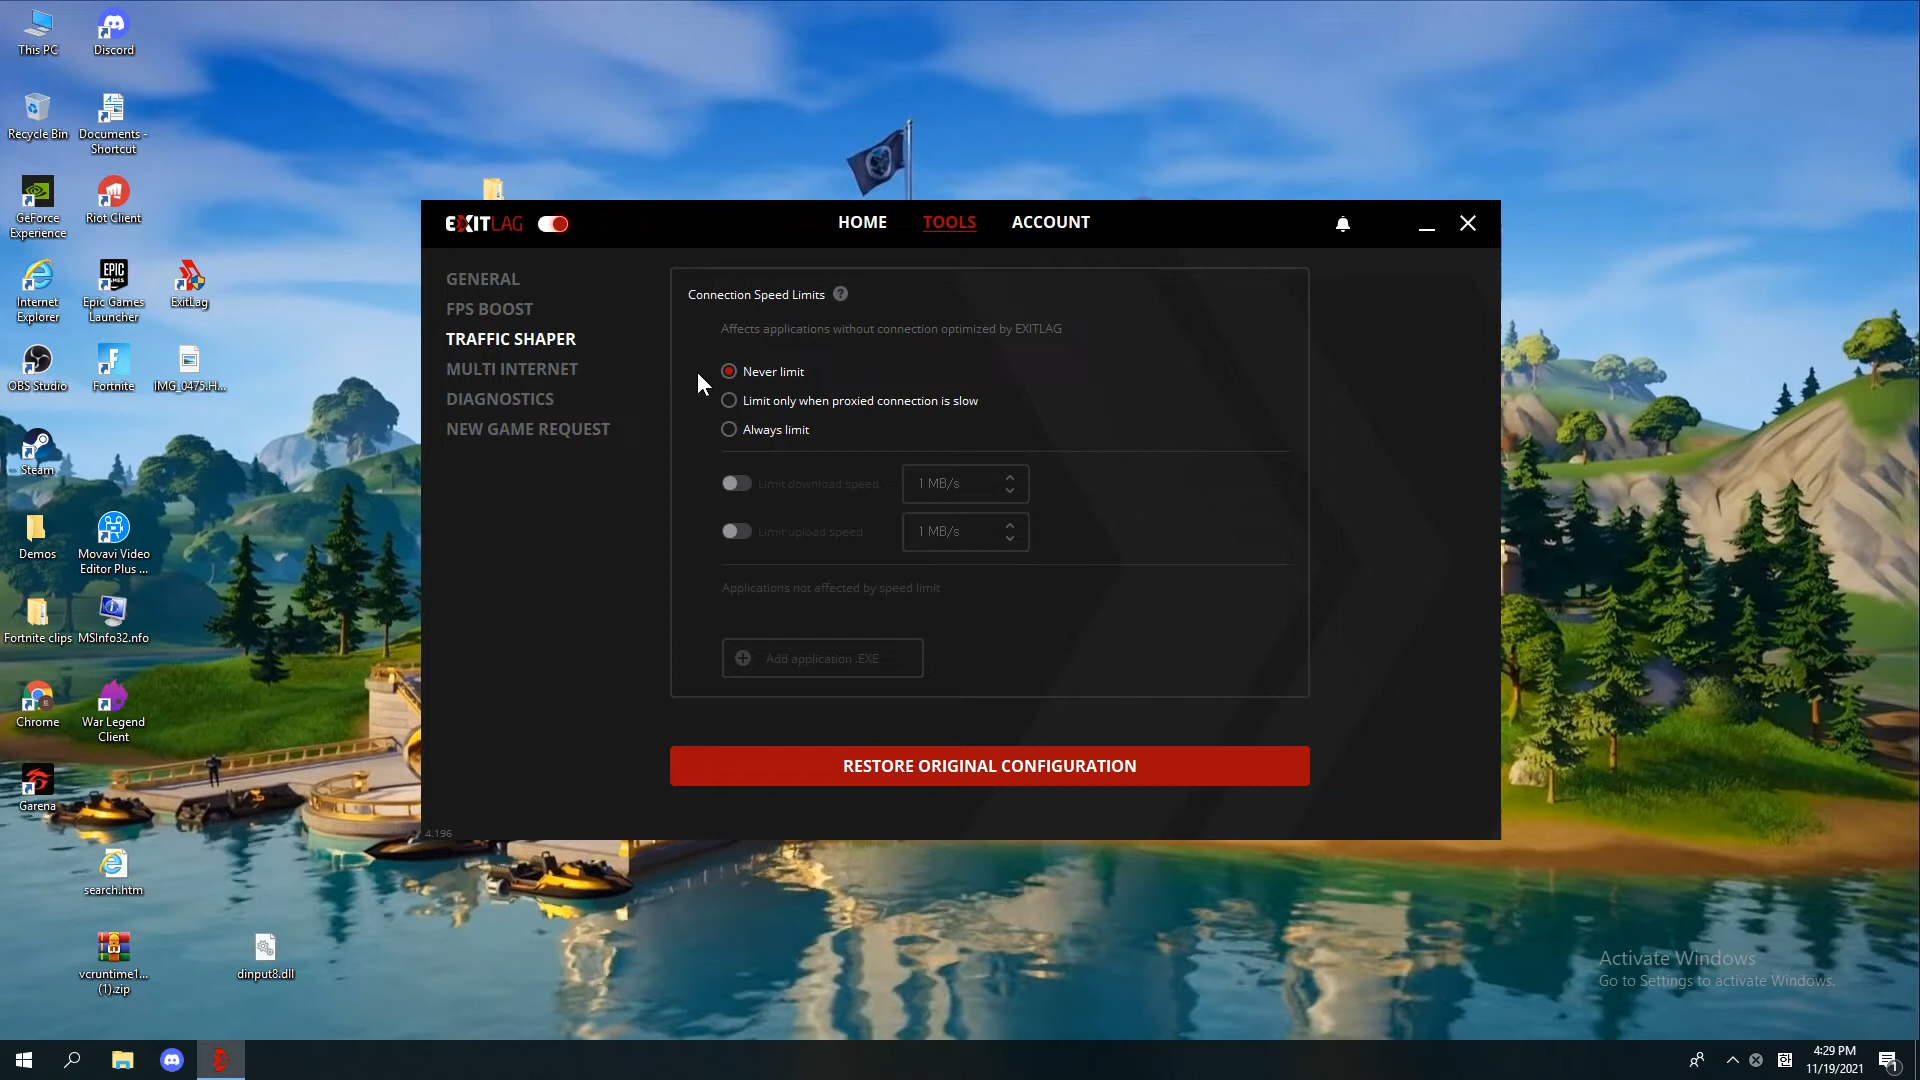 This PC
Discord
Recycle Bin
Documents -
Shortcut
GeForce
Experience
Riot Client
Internet
Explorer
EPIC
GAMES
Epic Games
Launcher
ExitLag
OBS Studio
Fortnite
IMG_0475.H...
Steam
Demos
Movavi Video
Editor Plus ...
Fortnite clips
MSInfo32.nfo
Chrome
War Legend
Client
Garena
search.htm
vcruntime1...
(1).zip
dinput8.dll
EXITLAG
HOME
TOOLS
ACCOUNT
GENERAL
FPS BOOST
TRAFFIC SHAPER
MULTI INTERNET
DIAGNOSTICS
NEW GAME REQUEST
Connection Speed Limits ?
Affects applications without connection optimized by EXITLAG
Never limit
Limit only when proxied connection is slow
Always limit
Limit download speed
1 MB/s
Limit upload speed
1 MB/s
Applications not affected by speed limit
Add application .EXE
RESTORE ORIGINAL CONFIGURATION
4.196
Activate Windows
Go to Settings to activate Windows.
한
4:29 PM
11/19/2021
1